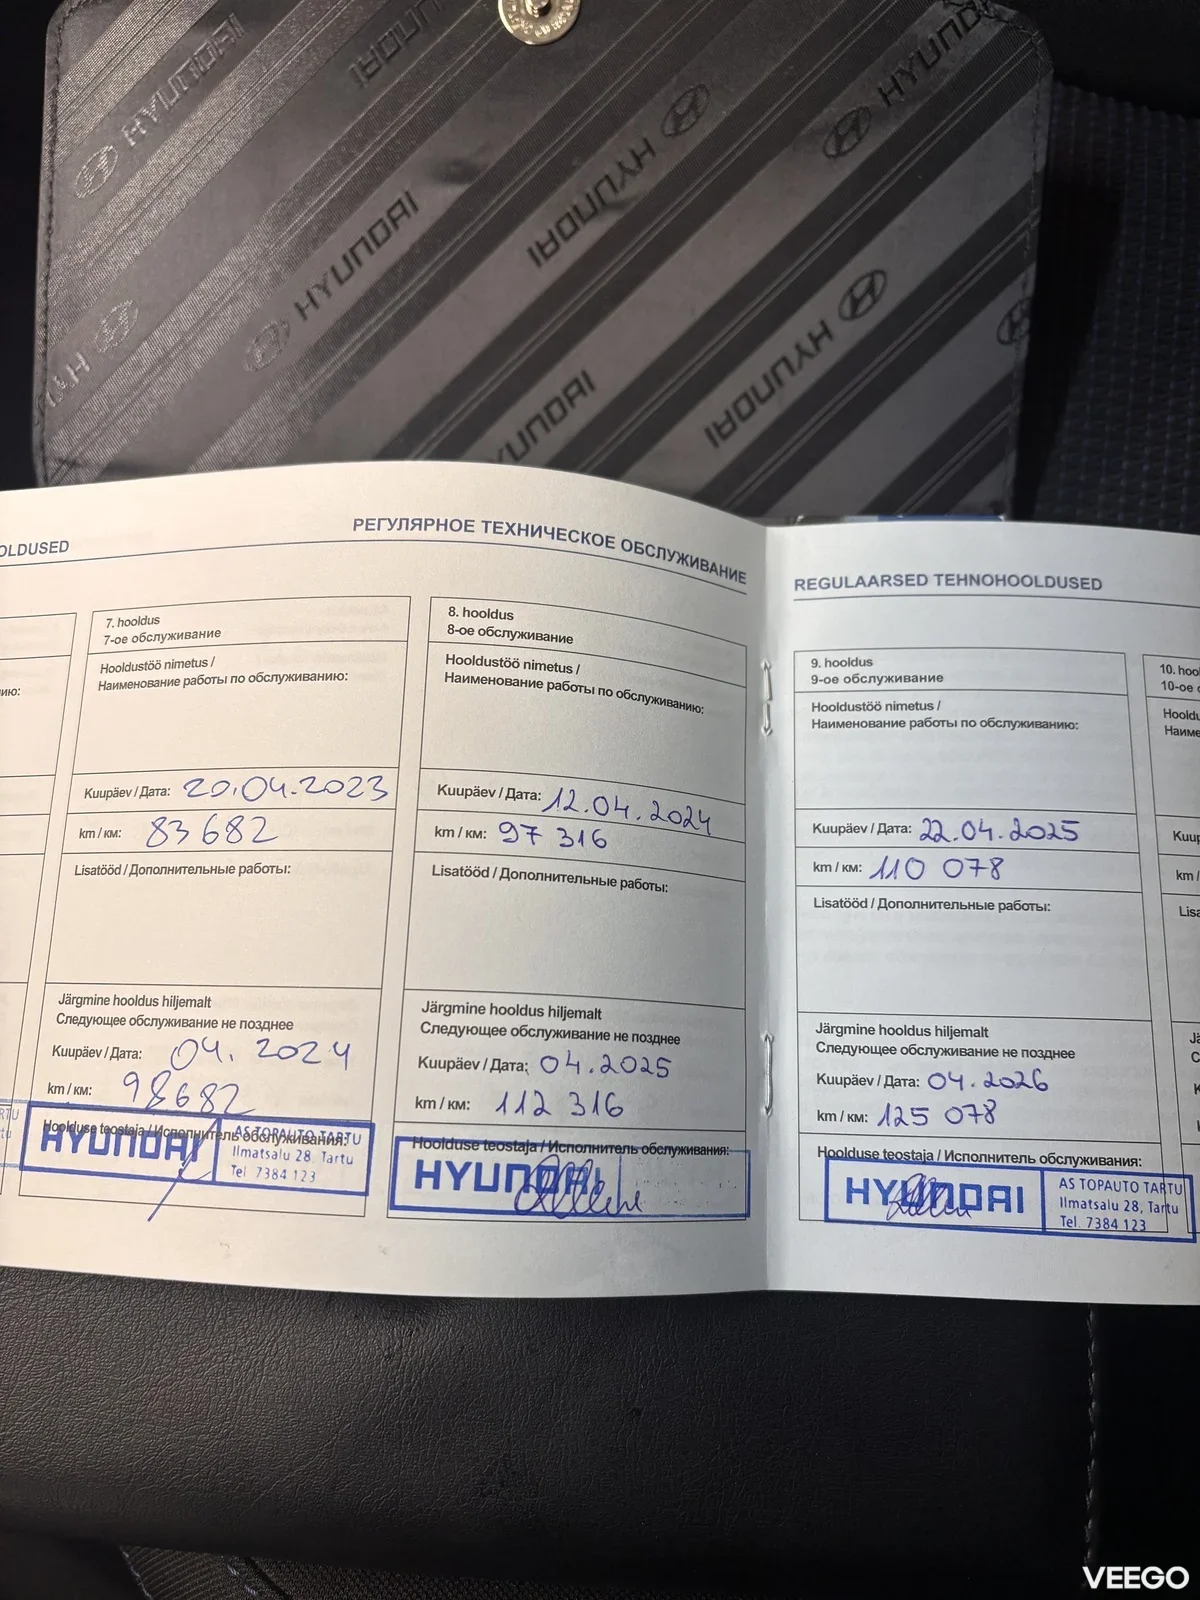 HYUNDAI
HYUNDAI
HYUNDAI
HYUNDAI
HYUNDAI
HYUNDAI
OLDUSED
РЕГУЛЯРНОЕ ТЕХНИЧЕСКОЕ ОБСЛУЖИВАНИЕ
7. hooldus
7-ое обслуживание
Hooldustöö nimetus /
Наименование работы по обслуживанию:
Kuupäev / Дата: 20.04.2023
km / км: 83 682
Lisatööd / Дополнительные работы:
Järgmine hooldus hiljemalt
Следующее обслуживание не позднее
Kuupäev / Дата: 04. 2024
km / км: 98682
Hoolduse teostaja / Исполнитель обслуживания:
HYUNDAI
AS TOPAUTO TARTU
Ilmatsalu 28, Tartu
Tel 7384 123
8. hooldus
8-ое обслуживание
Hooldustöö nimetus /
Наименование работы по обслуживанию:
Kuupäev / Дата: 12.04.2024
km / км: 97 316
Lisatööd / Дополнительные работы:
Järgmine hooldus hiljemalt
Следующее обслуживание не позднее
Kuupäev / Дата: 04.2025
km / км: 112 316
Hoolduse teostaja / Исполнитель обслуживания:
HYUNDAI
REGULAARSED TEHNOHOOLDUSED
9. hooldus
9-ое обслуживание
Hooldustöö nimetus /
Наименование работы по обслуживанию:
Kuupäev / Дата: 22.04.2025
km / км: 110 078
Lisatööd / Дополнительные работы:
Järgmine hooldus hiljemalt
Следующее обслуживание не позднее
Kuupäev / Дата: 04.2026
km / км: 125 078
Hoolduse teostaja / Исполнитель обслуживания:
HYUNDAI
AS TOPAUTO TARTU
Ilmatsalu 28, Tartu
Tel. 7384 123
10. hoo
10-ое
km /
VEEGO